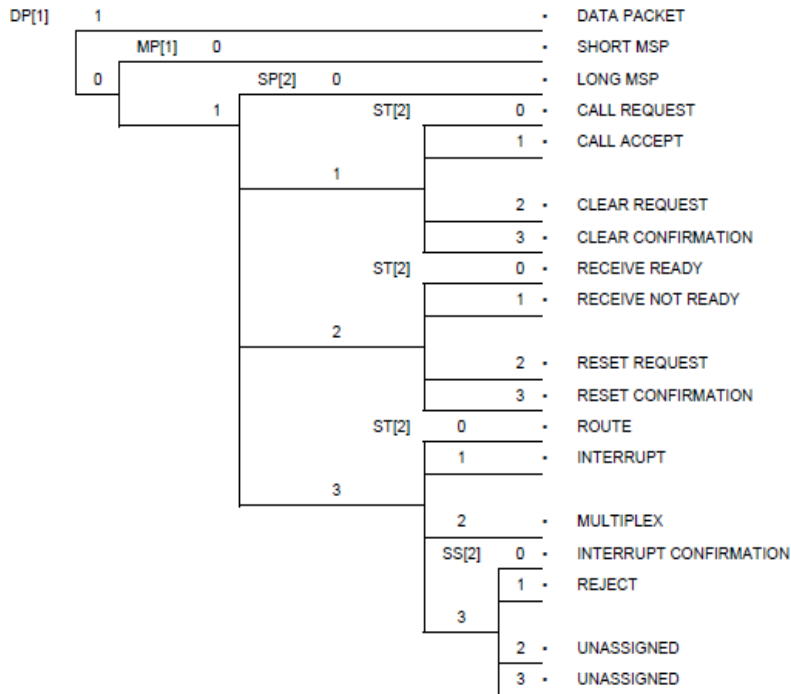 DP[1] 1 • DATA PACKET
MP[1] 0 • SHORT MSP
0 SP[2] 0 • LONG MSP
1 ST[2] 0 • CALL REQUEST
1 • CALL ACCEPT
1
2 • CLEAR REQUEST
3 • CLEAR CONFIRMATION
ST[2] 0 • RECEIVE READY
1 • RECEIVE NOT READY
2
2 • RESET REQUEST
3 • RESET CONFIRMATION
ST[2] 0 • ROUTE
1 • INTERRUPT
3
2 • MULTIPLEX
SS[2] 0 • INTERRUPT CONFIRMATION
1 • REJECT
3
2 • UNASSIGNED
3 • UNASSIGNED